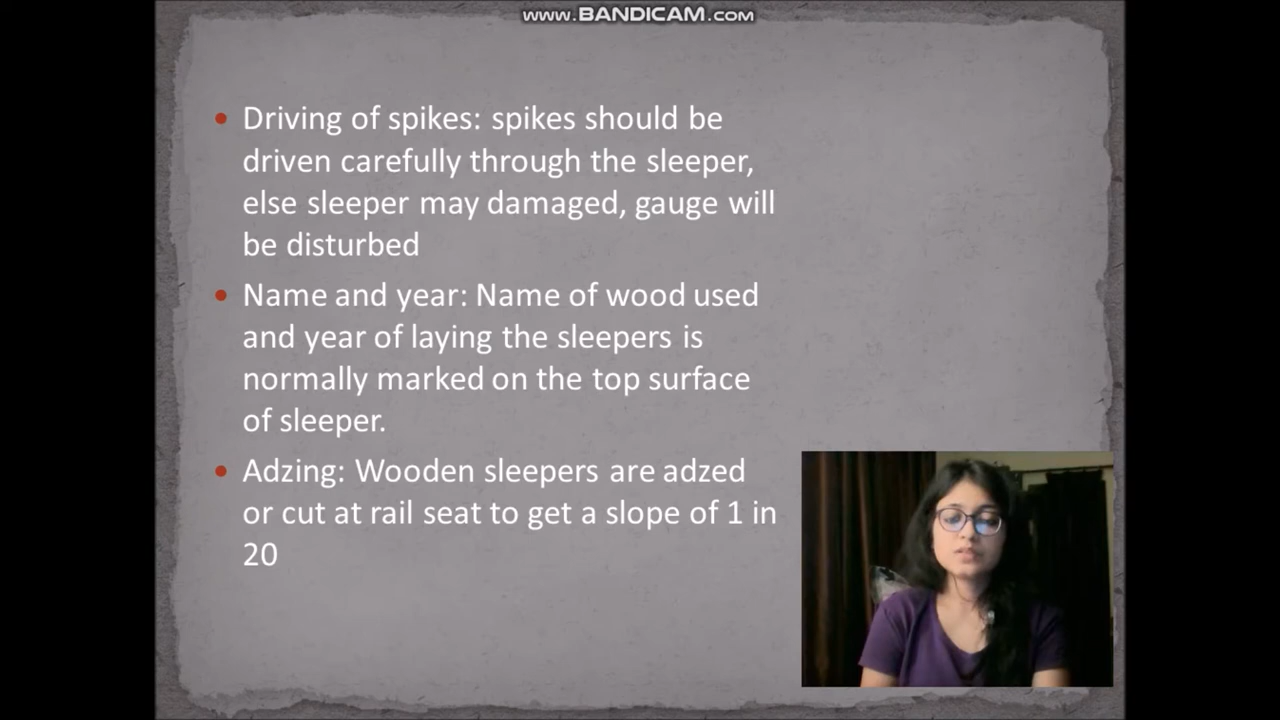 www.BANDICAM.com
• Driving of spikes: spikes should be
driven carefully through the sleeper,
else sleeper may damaged, gauge will
be disturbed
• Name and year: Name of wood used
and year of laying the sleepers is
normally marked on the top surface
of sleeper.
• Adzing: Wooden sleepers are adzed
or cut at rail seat to get a slope of 1 in
20